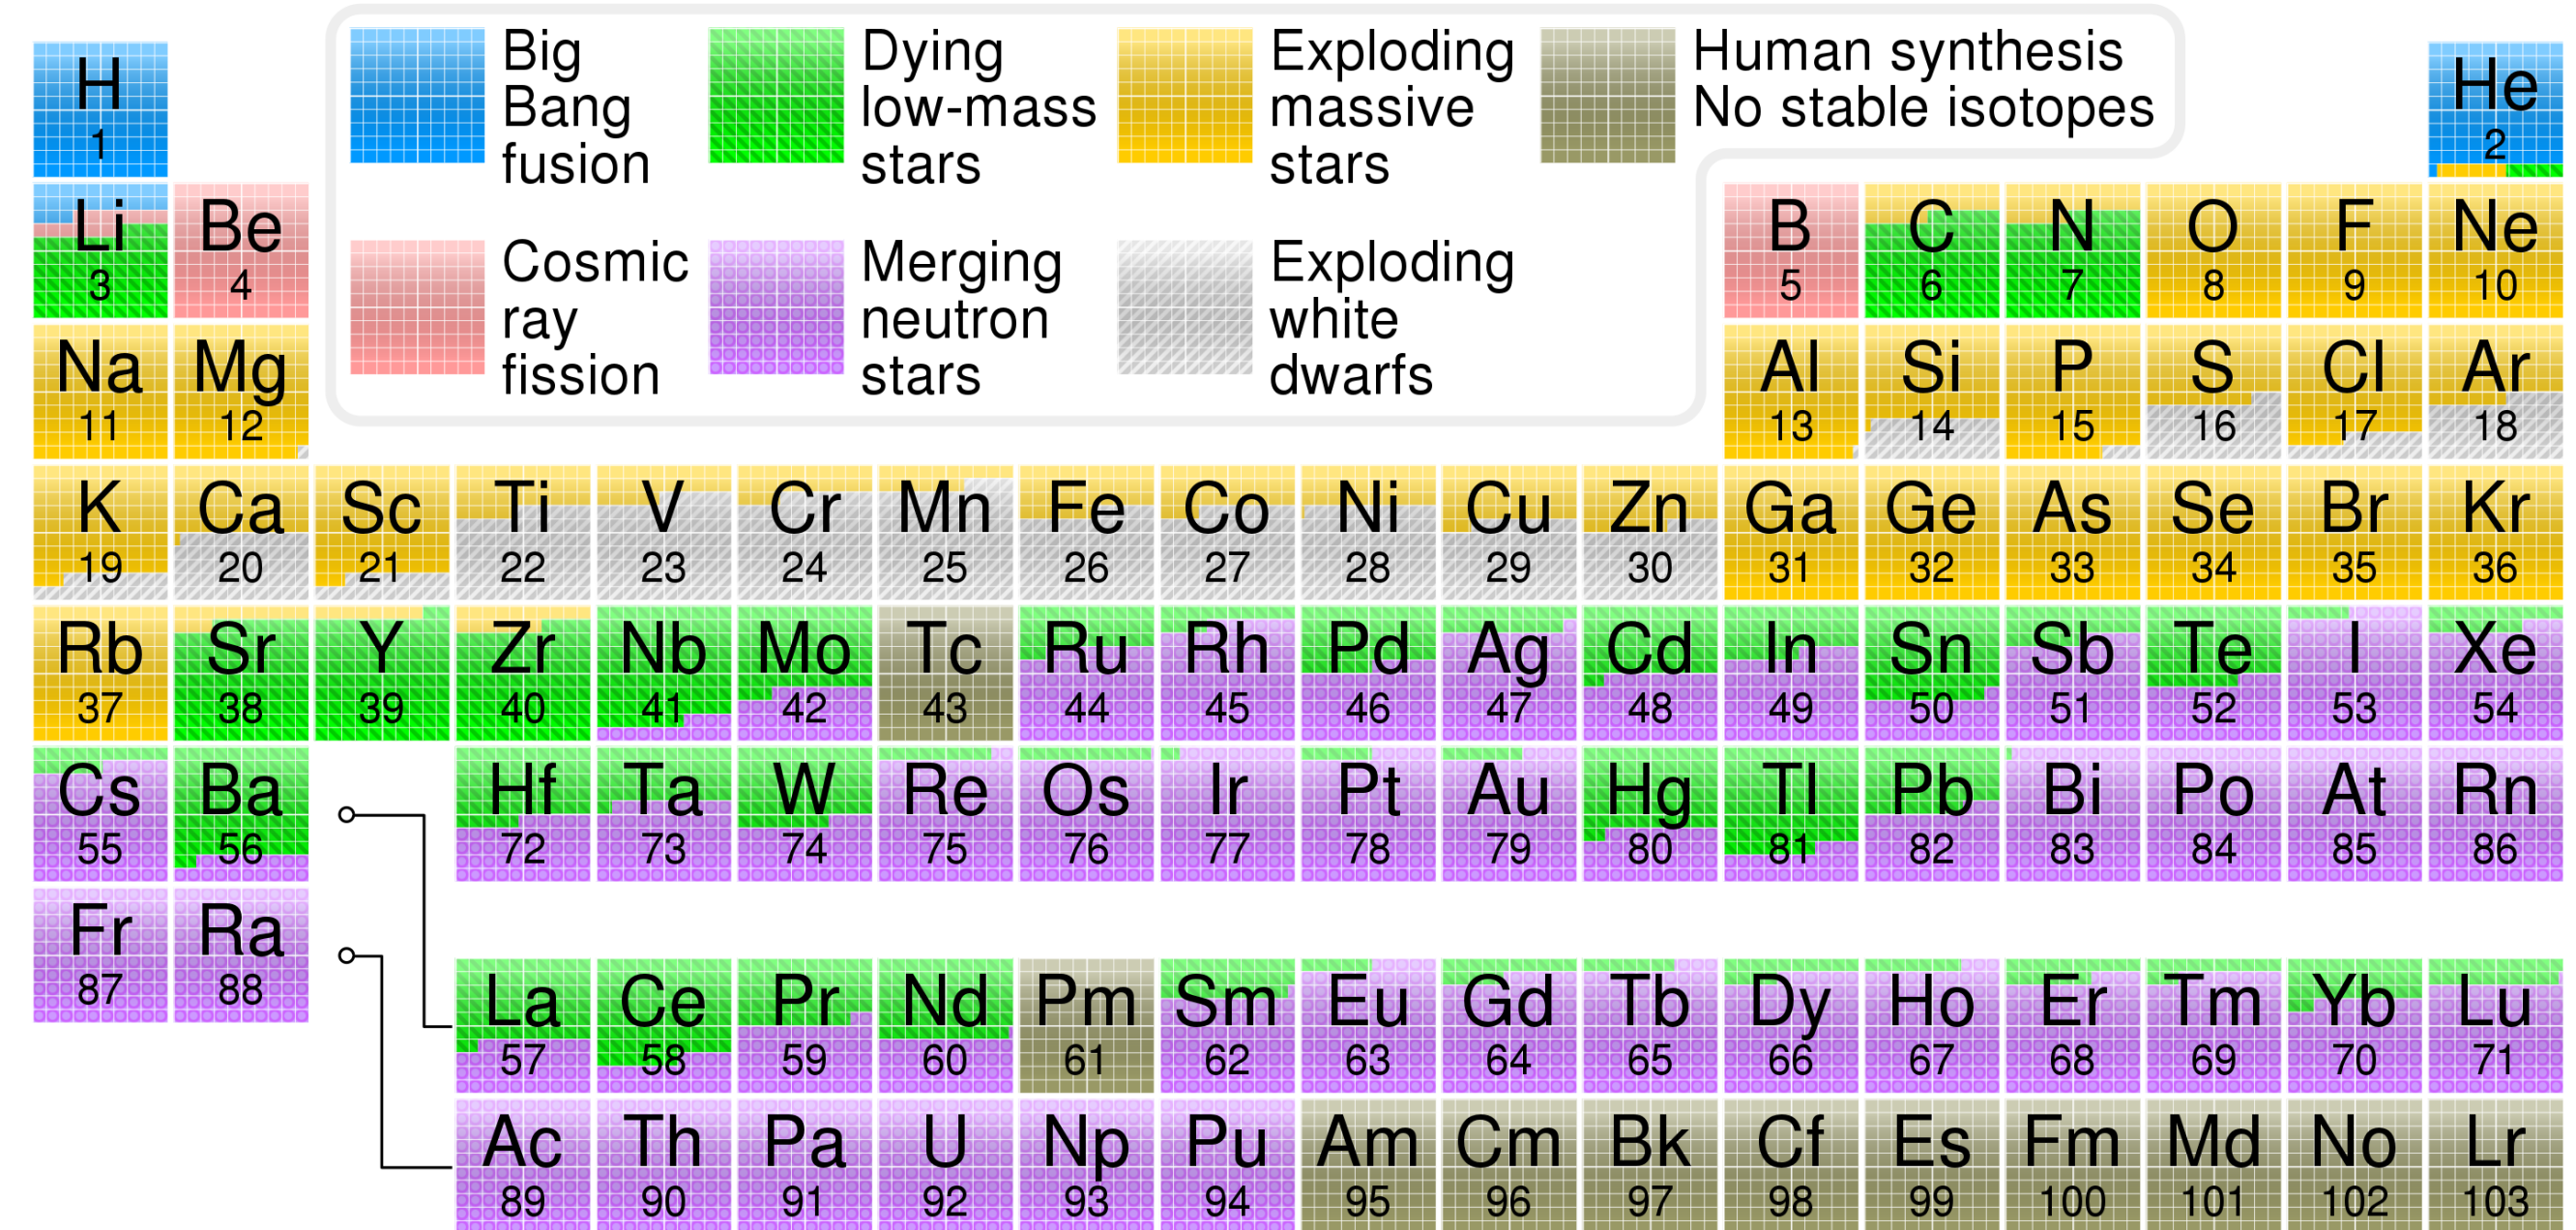 Big Bang fusion
Dying low-mass stars
Exploding massive stars
Human synthesis
No stable isotopes
Cosmic ray fission
Merging neutron stars
Exploding white dwarfs
H 1
He 2
Li 3
Be 4
B 5
C 6
N 7
O 8
F 9
Ne 10
Na 11
Mg 12
Al 13
Si 14
P 15
S 16
Cl 17
Ar 18
K 19
Ca 20
Sc 21
Ti 22
V 23
Cr 24
Mn 25
Fe 26
Co 27
Ni 28
Cu 29
Zn 30
Ga 31
Ge 32
As 33
Se 34
Br 35
Kr 36
Rb 37
Sr 38
Y 39
Zr 40
Nb 41
Mo 42
Tc 43
Ru 44
Rh 45
Pd 46
Ag 47
Cd 48
In 49
Sn 50
Sb 51
Te 52
I 53
Xe 54
Cs 55
Ba 56
Hf 72
Ta 73
W 74
Re 75
Os 76
Ir 77
Pt 78
Au 79
Hg 80
Tl 81
Pb 82
Bi 83
Po 84
At 85
Rn 86
Fr 87
Ra 88
La 57
Ce 58
Pr 59
Nd 60
Pm 61
Sm 62
Eu 63
Gd 64
Tb 65
Dy 66
Ho 67
Er 68
Tm 69
Yb 70
Lu 71
Ac 89
Th 90
Pa 91
U 92
Np 93
Pu 94
Am 95
Cm 96
Bk 97
Cf 98
Es 99
Fm 100
Md 101
No 102
Lr 103